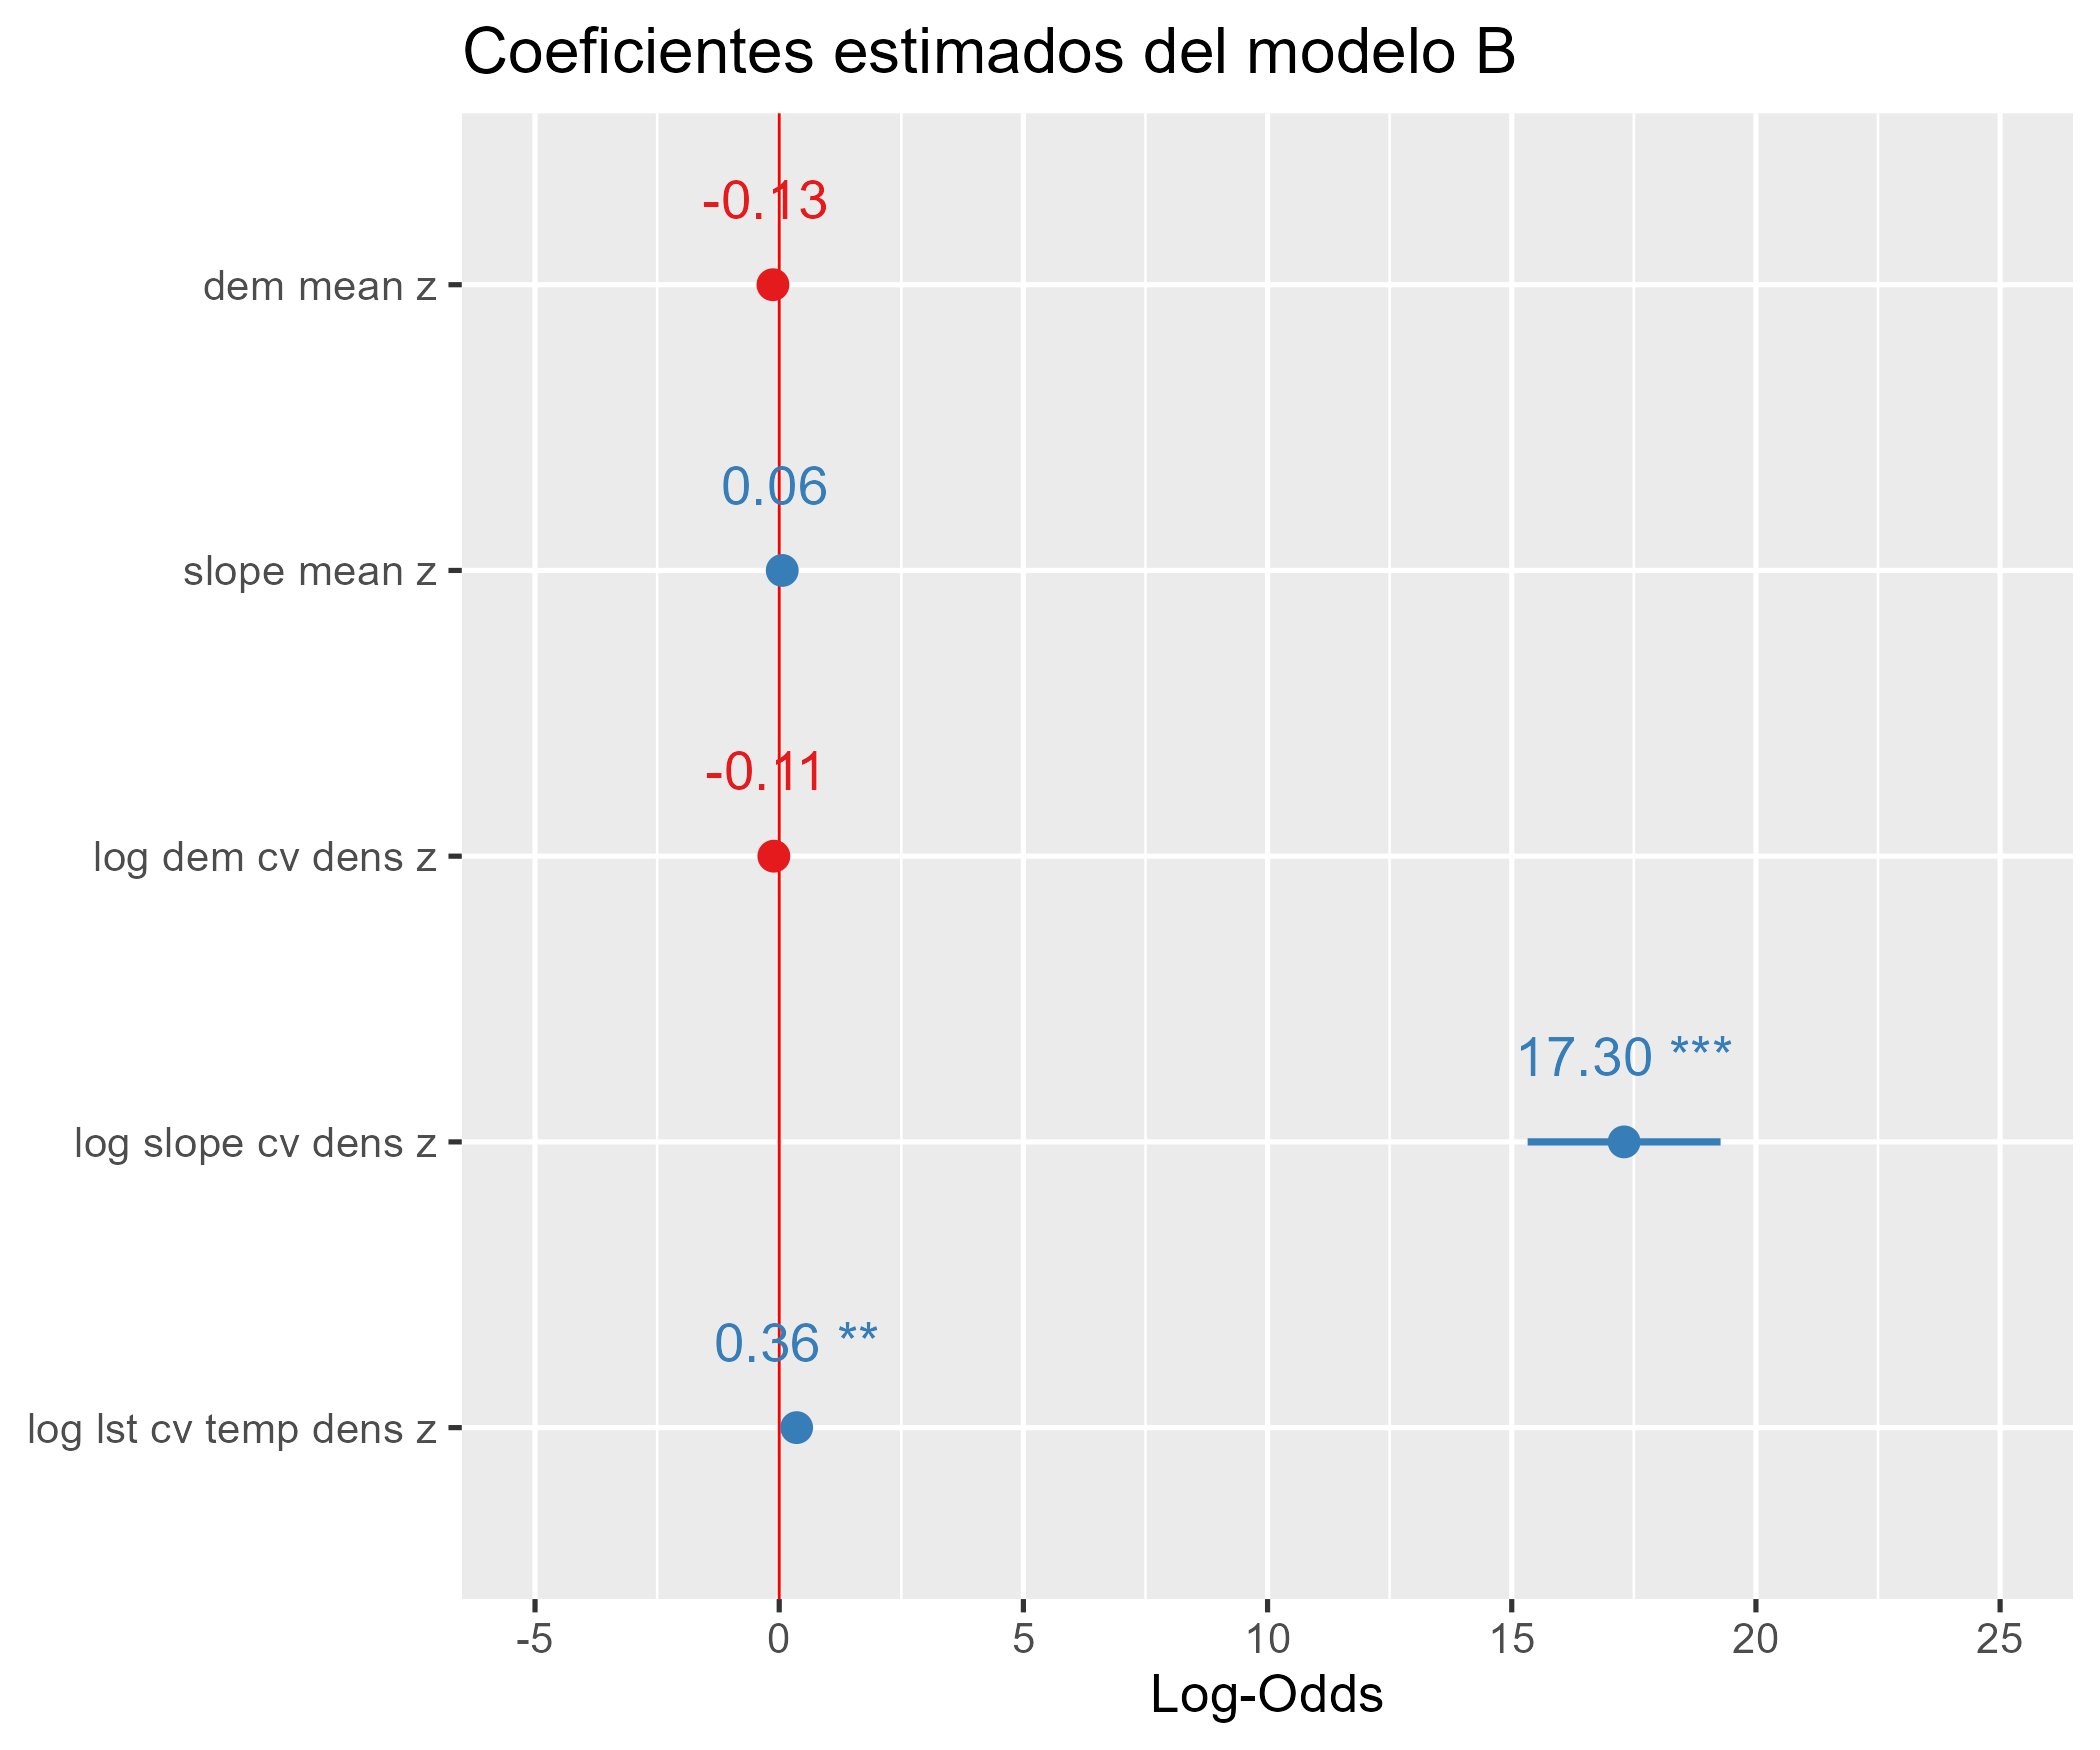 Coeficientes estimados del modelo B
-0.13
dem mean z
0.06
slope mean z
-0.11
log dem cv dens z
17.30 ***
log slope cv dens z
0.36 **
log lst cv temp dens z
-5 0 5 10 15 20 25
Log-Odds